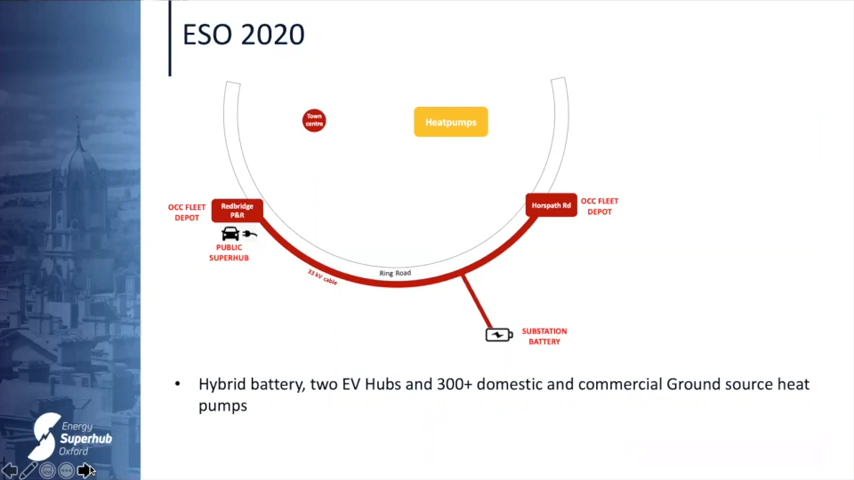 ESO 2020
Town
centre
Heatpumps
OCC FLEET
DEPOT
Redbridge
P&R
Horspath Rd
OCC FLEET
DEPOT
PUBLIC
SUPERHUB
33 kV cable
Ring Road
SUBSTATION
BATTERY
• Hybrid battery, two EV Hubs and 300+ domestic and commercial Ground source heat
pumps
Energy
Superhub
Oxford